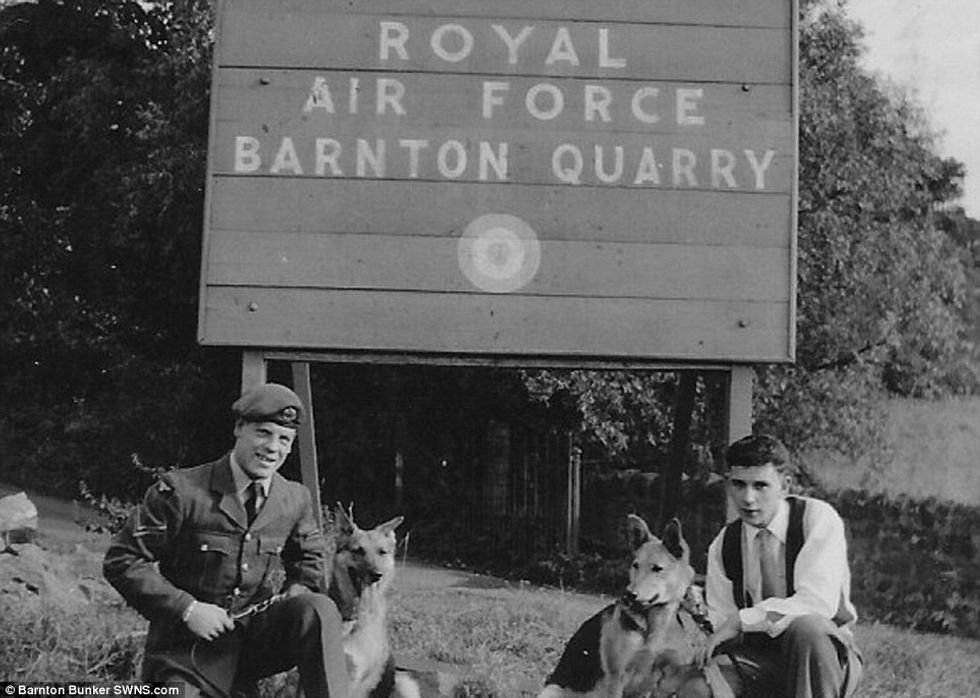 ROYAL
AIR FORCE
BARNTON QUARRY
© Barnton Bunker SWNS.com